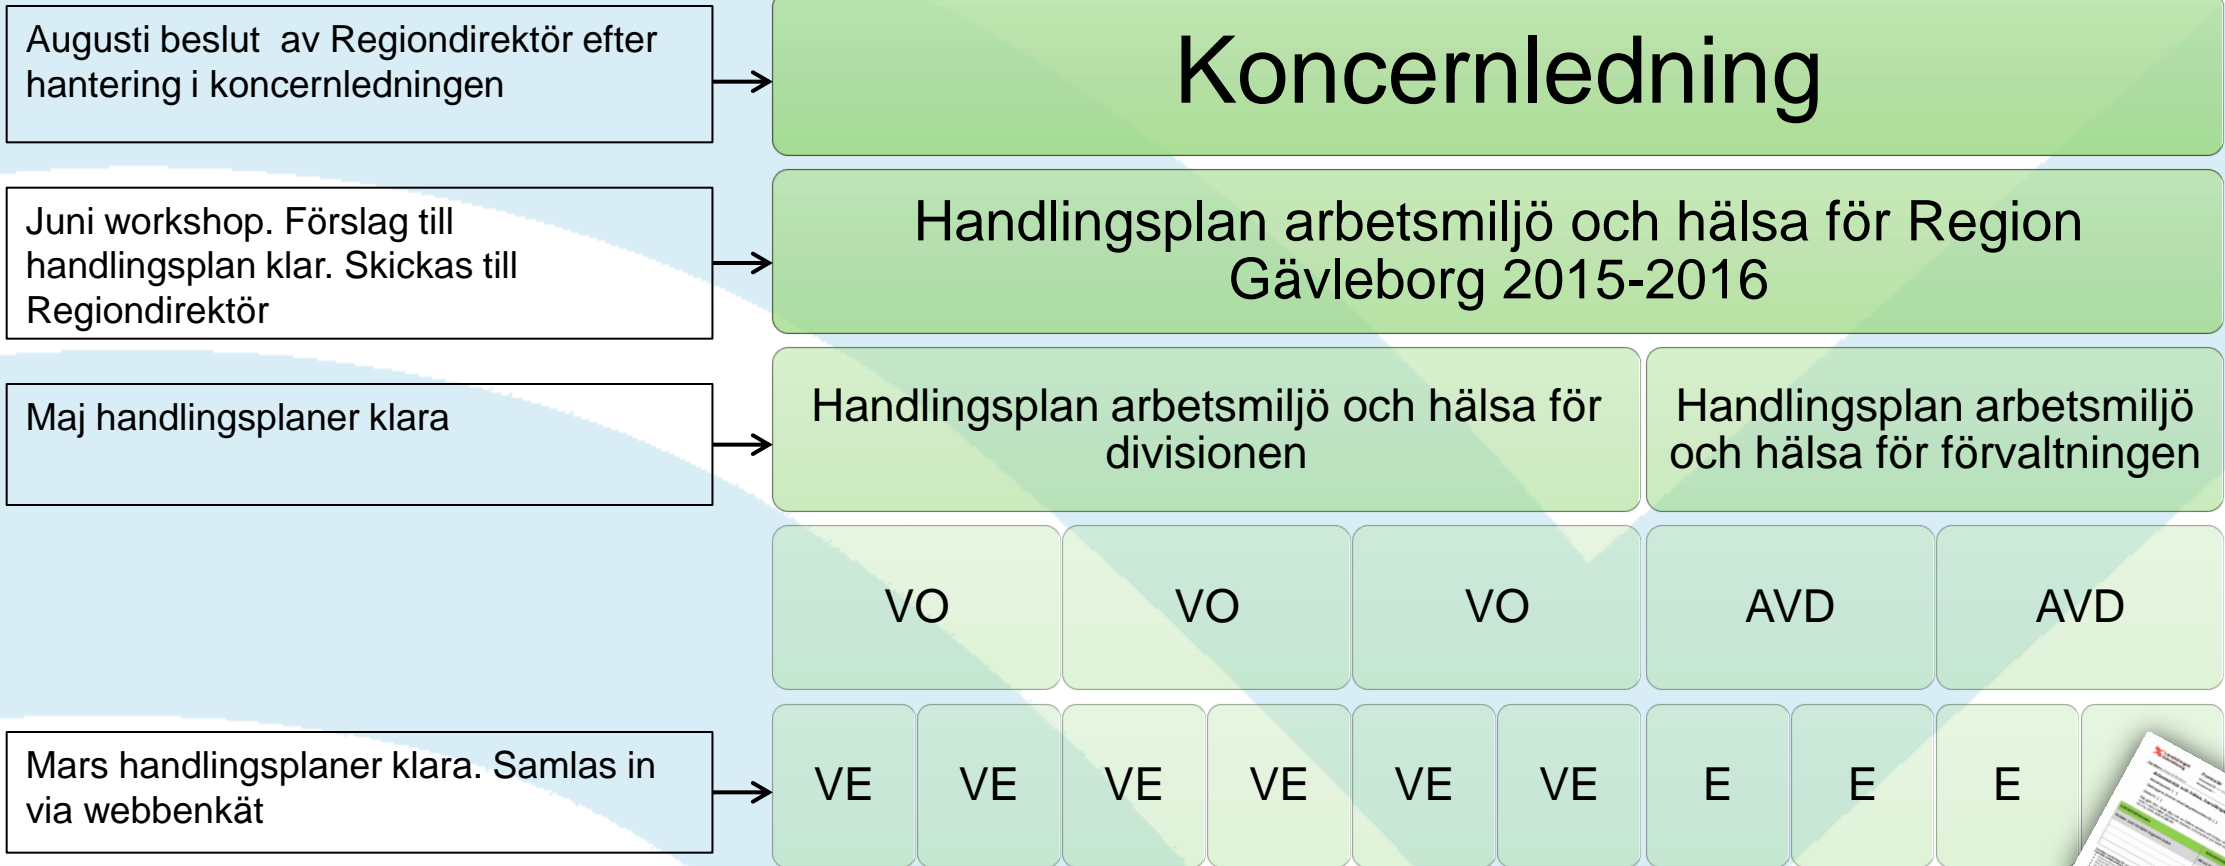 Augusti beslut  av Regiondirektör efter
hantering i koncernledningen
Koncernledning
Juni workshop. Förslag till
handlingsplan klar. Skickas till
Regiondirektör
Handlingsplan arbetsmiljö och hälsa för Region
Gävleborg 2015-2016
Maj handlingsplaner klara
Handlingsplan arbetsmiljö och hälsa för
divisionen
Handlingsplan arbetsmiljö
och hälsa för förvaltningen
VO VO VO AVD AVD
Mars handlingsplaner klara. Samlas in
via webbenkät
VE VE VE VE VE VE E E E